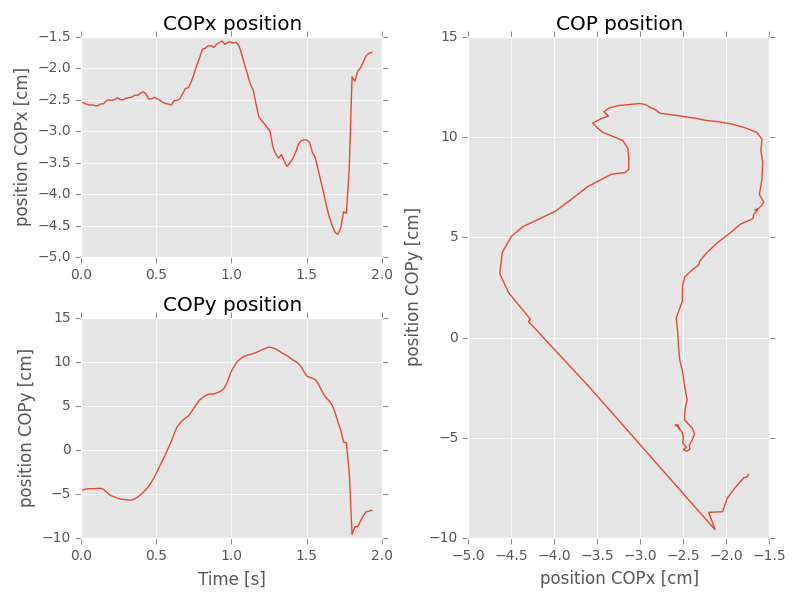 COPx position
position COPx [cm]
−1.5
−2.0
−2.5
−3.0
−3.5
−4.0
−4.5
−5.0
0.0 0.5 1.0 1.5 2.0
COPy position
position COPy [cm]
15
10
5
0
−5
−10
0.0 0.5 1.0 1.5 2.0
Time [s]
COP position
position COPy [cm]
15
10
5
0
−5
−10
−5.0 −4.5 −4.0 −3.5 −3.0 −2.5 −2.0 −1.5
position COPx [cm]